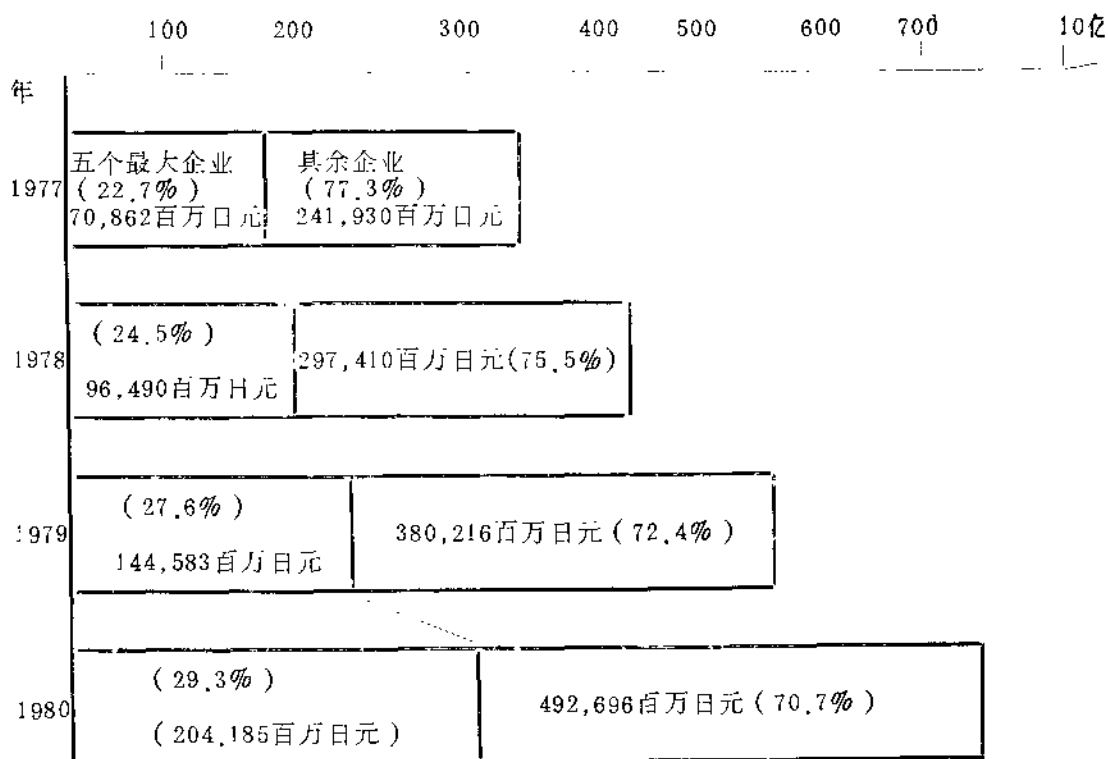 100 200 300 400 500 600 700 10亿
年
五个最大企业 其余企业
1977 (22.7%) (77.3%)
70,862百万日元 241,930百万日元
(24.5%)
1978 297,410百万日元(75.5%)
96,490百万日元
(27.6%)
1979 380,216百万日元(72.4%)
144,583百万日元
(29.3%)
1980 492,696百万日元(70.7%)
(204,185百万日元)